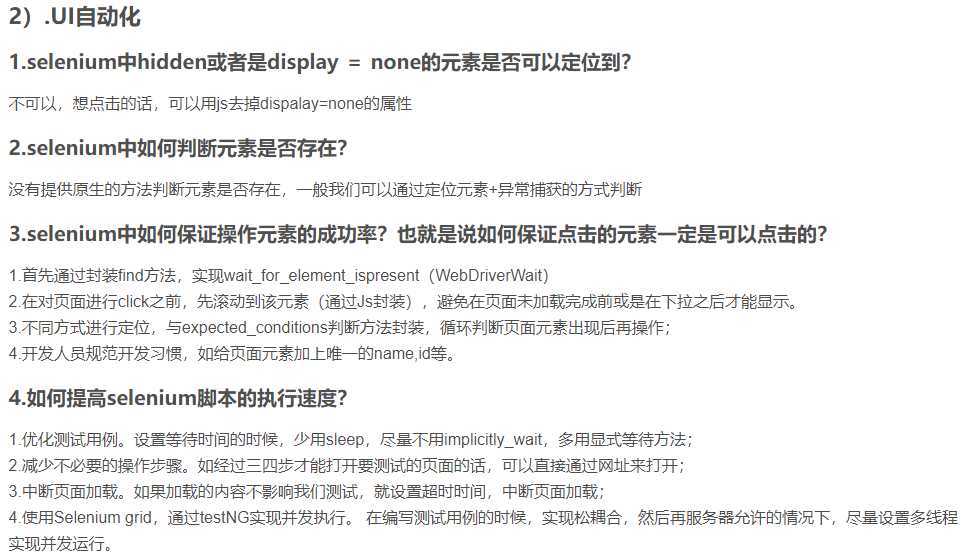 2）.UI自动化
1.selenium中hidden或者是display ＝ none的元素是否可以定位到？
不可以，想点击的话，可以用js去掉dispalay=none的属性
2.selenium中如何判断元素是否存在？
没有提供原生的方法判断元素是否存在，一般我们可以通过定位元素+异常捕获的方式判断
3.selenium中如何保证操作元素的成功率？也就是说如何保证点击的元素一定是可以点击的？
1.首先通过封装find方法，实现wait_for_element_ispresent（WebDriverWait）
2.在对页面进行click之前，先滚动到该元素（通过Js封装），避免在页面未加载完成前或是在下拉之后才能显示。
3.不同方式进行定位，与expected_conditions判断方法封装，循环判断页面元素出现后再操作；
4.开发人员规范开发习惯，如给页面元素加上唯一的name,id等。
4.如何提高selenium脚本的执行速度？
1.优化测试用例。设置等待时间的时候，少用sleep，尽量不用implicitly_wait，多用显式等待方法；
2.减少不必要的操作步骤。如经过三四步才能打开要测试的页面的话，可以直接通过网址来打开；
3.中断页面加载。如果加载的内容不影响我们测试，就设置超时时间，中断页面加载；
4.使用Selenium grid，通过testNG实现并发执行。 在编写测试用例的时候，实现松耦合，然后再服务器允许的情况下，尽量设置多线程
实现并发运行。